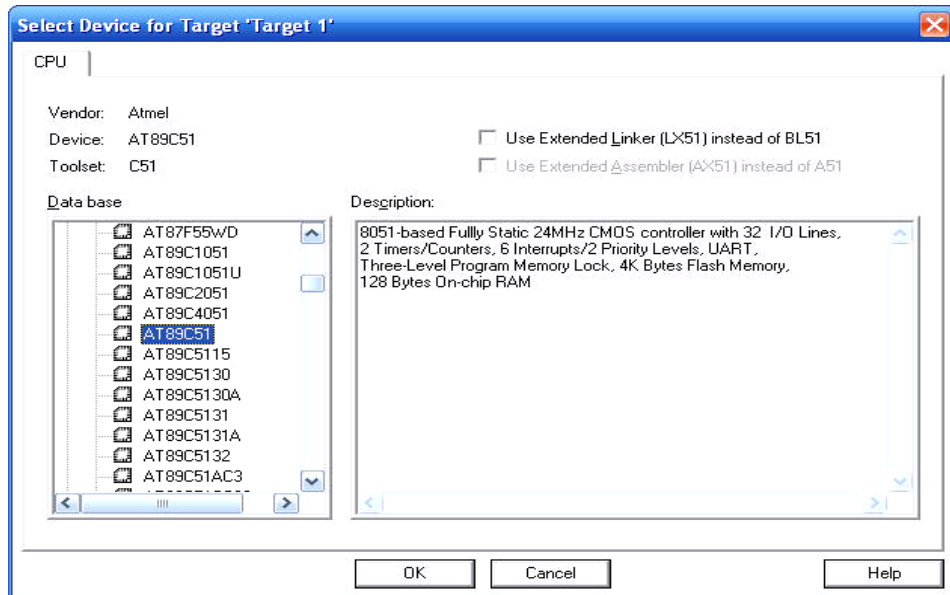 Select Device for Target 'Target 1'
CPU
Vendor: Atmel
Device: AT89C51
Toolset: C51
Use Extended Linker (LX51) instead of BL51
Use Extended Assembler (AX51) instead of A51
Data base
AT87F55WD
AT89C1051
AT89C1051U
AT89C2051
AT89C4051
AT89C51
AT89C5115
AT89C5130
AT89C5130A
AT89C5131
AT89C5131A
AT89C5132
AT89C51AC3
Description:
8051-based Fullly Static 24MHz CMOS controller with 32 I/O Lines,
2 Timers/Counters, 6 Interrupts/2 Priority Levels, UART,
Three-Level Program Memory Lock, 4K Bytes Flash Memory,
128 Bytes On-chip RAM
OK
Cancel
Help